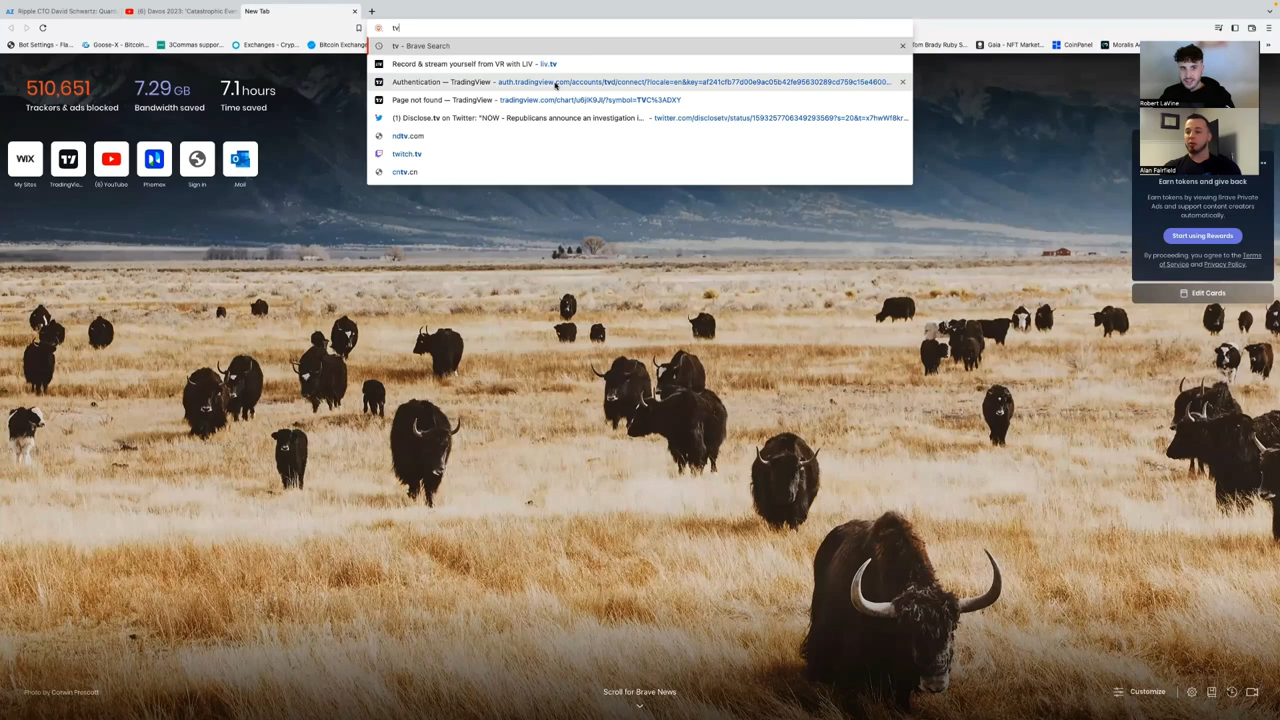 Ripple CTO David Schwartz: Quant
(6) Davos 2023: 'Catastrophic Even
New Tab
tv
Bot Settings - Fla...
Goose-X - Bitcoin...
3Commas suppor...
Exchanges - Cryp...
Bitcoin Exchang
om Brady Ruby S...
Gaia - NFT Market...
CoinPanel
Moralis A
tv - Brave Search
Record & stream yourself from VR with LIV - liv.tv
Authentication — TradingView - auth.tradingview.com/accounts/tvd/connect/?locale=en&key=af241cfb77d00e9ac05b42fe95630289cd759c15e4600...
Page not found — TradingView - tradingview.com/chart/u6jIK9Jl/?symbol=TVC%3ADXY
(1) Disclose.tv on Twitter: "NOW - Republicans announce an investigation i... - twitter.com/disclosetv/status/1593257706349293569?s=20&t=x7hwWf8kr...
ndtv.com
twitch.tv
cntv.cn
510,651
Trackers & ads blocked
7.29 GB
Bandwidth saved
7.1 hours
Time saved
WIX
My Sites
TradingVie...
(6) YouTube
Phemex
Sign in
Mail
Robert LaVine
Alan Fairfield
Earn tokens and give back
Earn tokens by viewing Brave Private
Ads and support content creators
automatically.
Start using Rewards
By proceeding, you agree to the Terms
of Service and Privacy Policy.
Edit Cards
Photo by Corwin Prescott
Scroll for Brave News
Customize